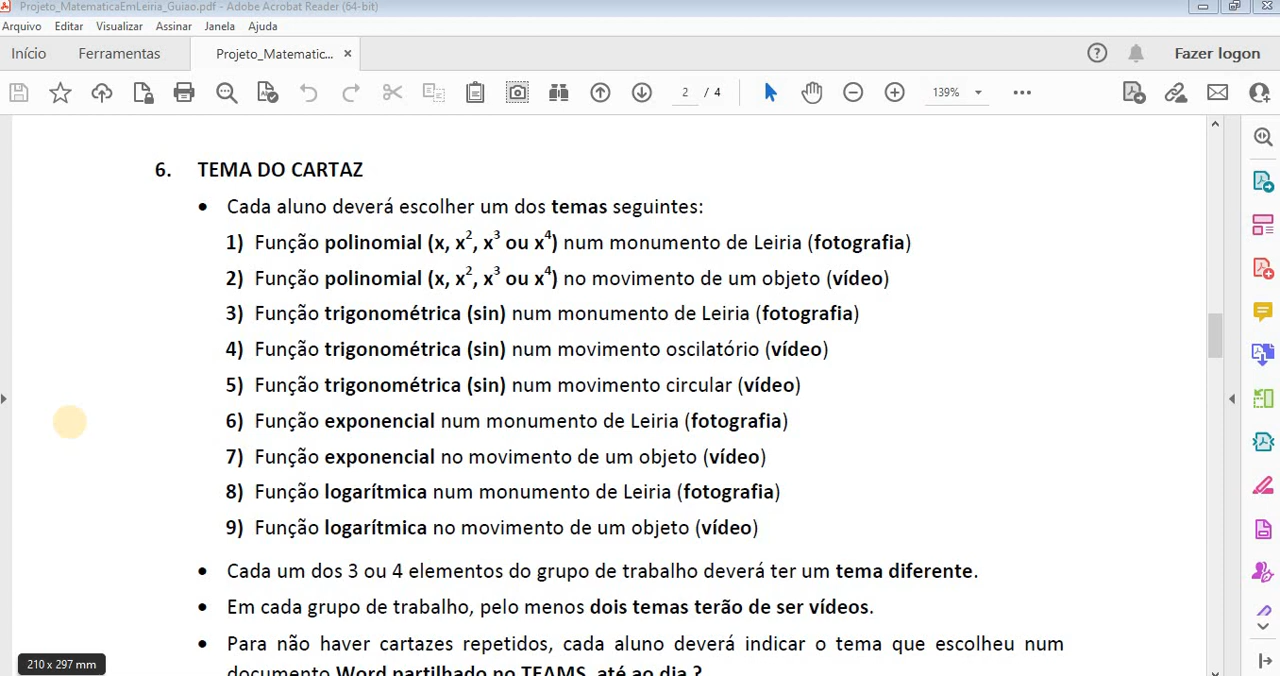 Projeto_MatematicaEmLeiria_Guiao.pdf - Adobe Acrobat Reader (64-bit)
Arquivo Editar Visualizar Assinar Janela Ajuda
Início Ferramentas Projeto_Matematic... × Fazer logon
2 / 4 139%
6. TEMA DO CARTAZ
• Cada aluno deverá escolher um dos temas seguintes:
1) Função polinomial (x, x², x³ ou x⁴) num monumento de Leiria (fotografia)
2) Função polinomial (x, x², x³ ou x⁴) no movimento de um objeto (vídeo)
3) Função trigonométrica (sin) num monumento de Leiria (fotografia)
4) Função trigonométrica (sin) num movimento oscilatório (vídeo)
5) Função trigonométrica (sin) num movimento circular (vídeo)
6) Função exponencial num monumento de Leiria (fotografia)
7) Função exponencial no movimento de um objeto (vídeo)
8) Função logarítmica num monumento de Leiria (fotografia)
9) Função logarítmica no movimento de um objeto (vídeo)
• Cada um dos 3 ou 4 elementos do grupo de trabalho deverá ter um tema diferente.
• Em cada grupo de trabalho, pelo menos dois temas terão de ser vídeos.
• Para não haver cartazes repetidos, cada aluno deverá indicar o tema que escolheu num
documento Word partilhado no TEAMS, até ao dia ?
210 x 297 mm